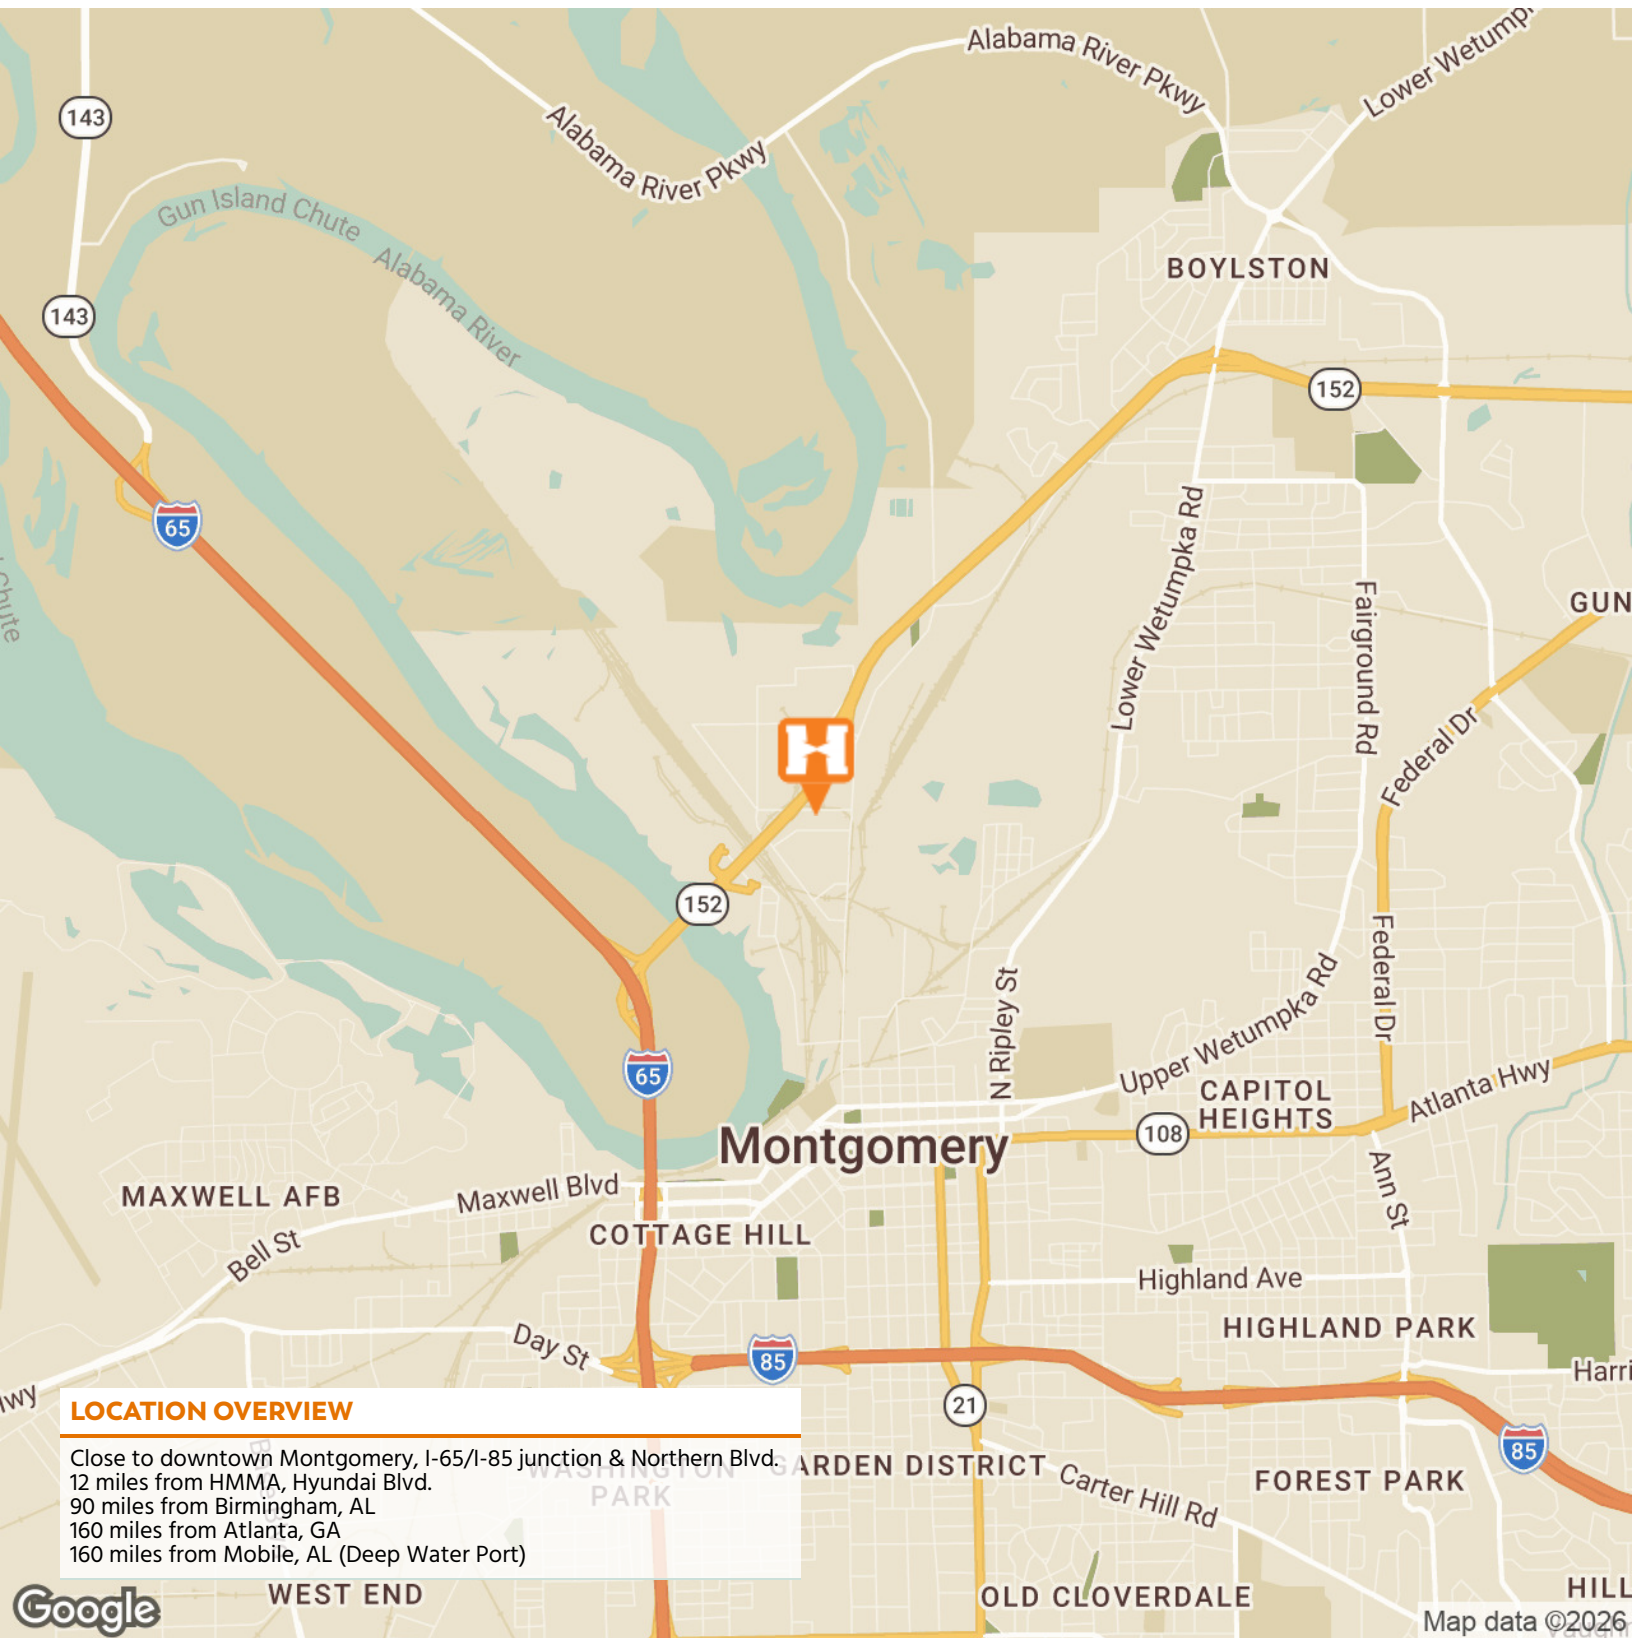 Alabama River Pkwy
Lower Wetump
143
Alabama River Pkwy
Gun Island Chute
Alabama River
BOYLSTON
143
152
65
Lower Wetumpka Rd
Chute
Fairground Rd
GUN
Federal Dr
H
152
Federal Dr
N Ripley St
Upper Wetumpka Rd
65
CAPITOL
HEIGHTS
Atlanta Hwy
Montgomery
108
MAXWELL AFB
Maxwell Blvd
Ann St
COTTAGE HILL
Bell St
Highland Ave
HIGHLAND PARK
Day St
85
Harri
Hwy
21
LOCATION OVERVIEW
Close to downtown Montgomery, I-65/I-85 junction & Northern Blvd.
12 miles from HMMA, Hyundai Blvd.
90 miles from Birmingham, AL
160 miles from Atlanta, GA
160 miles from Mobile, AL (Deep Water Port)
WASHINGTON
PARK
GARDEN DISTRICT
Carter Hill Rd
FOREST PARK
85
WEST END
OLD CLOVERDALE
HILL
Google
Map data ©2026